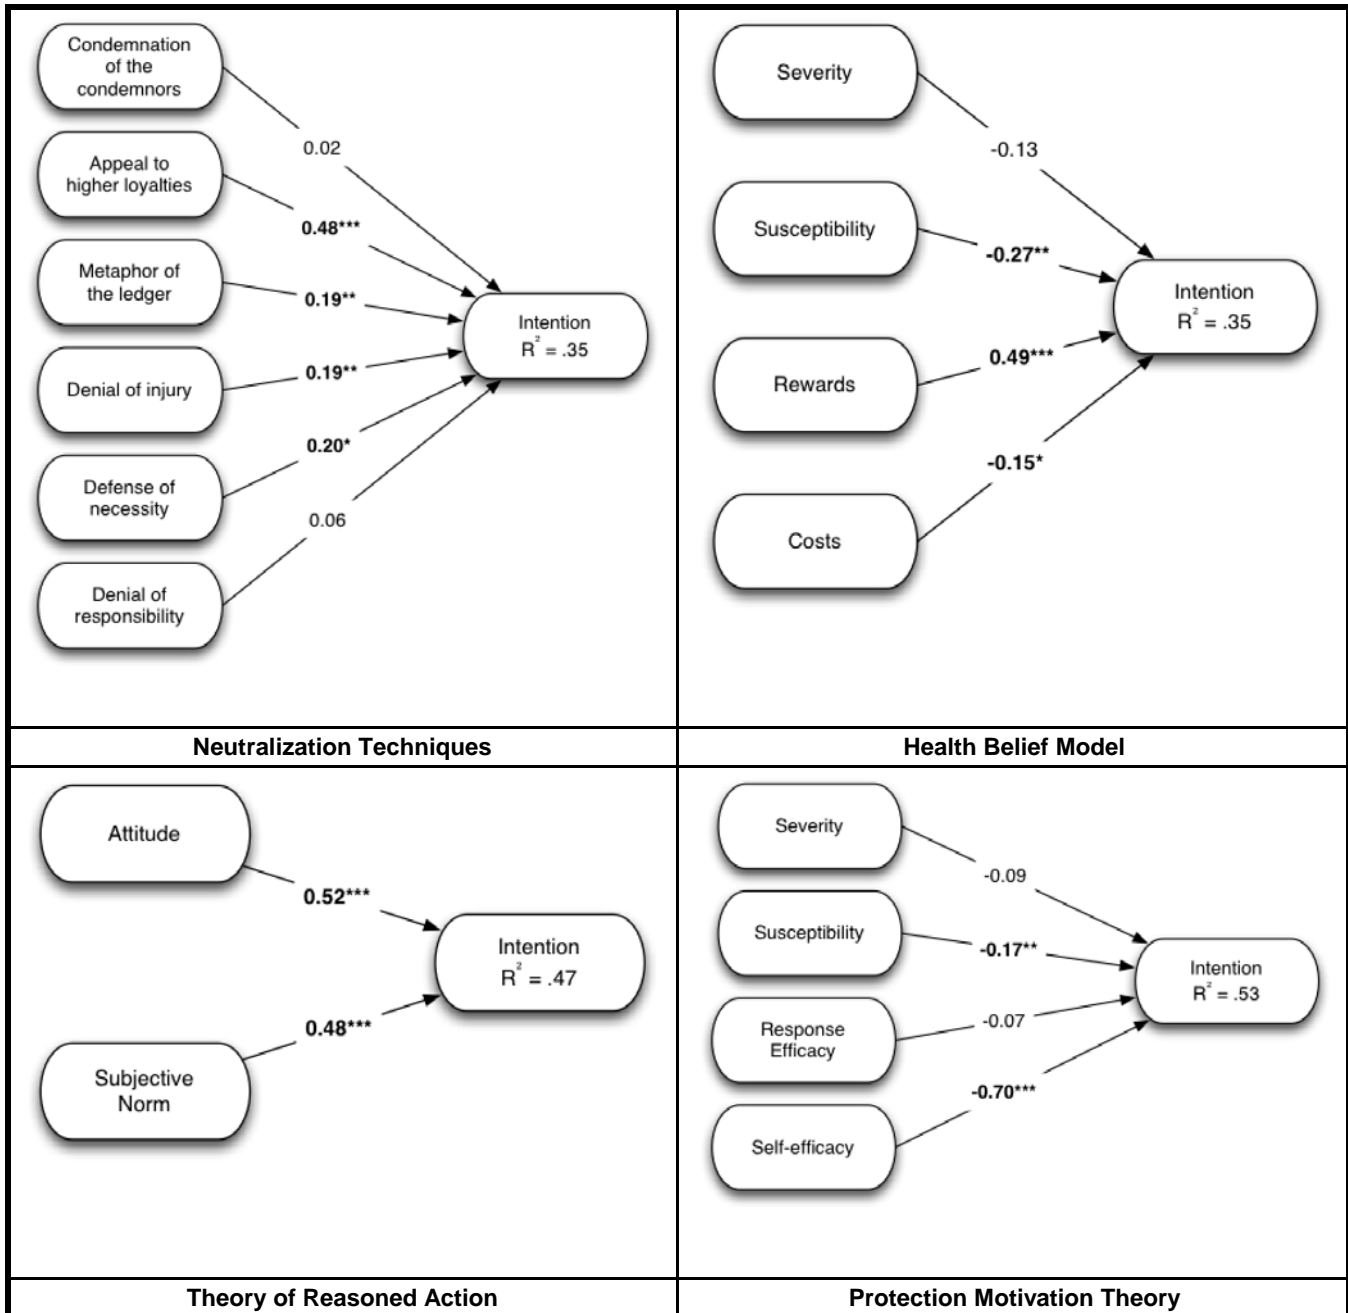 Condemnation
of the
condemnors
0.02
Appeal to
higher loyalties
0.48***
Metaphor of
the ledger
0.19**
Intention
R² = .35
Denial of injury
0.19**
Defense of
necessity
0.20*
Denial of
responsibility
0.06
Neutralization Techniques
Severity
-0.13
Susceptibility
-0.27**
Intention
R² = .35
Rewards
0.49***
Costs
-0.15*
Health Belief Model
Attitude
0.52***
Intention
R² = .47
Subjective
Norm
0.48***
Theory of Reasoned Action
Severity
-0.09
Susceptibility
-0.17**
Intention
R² = .53
Response
Efficacy
-0.07
Self-efficacy
-0.70***
Protection Motivation Theory